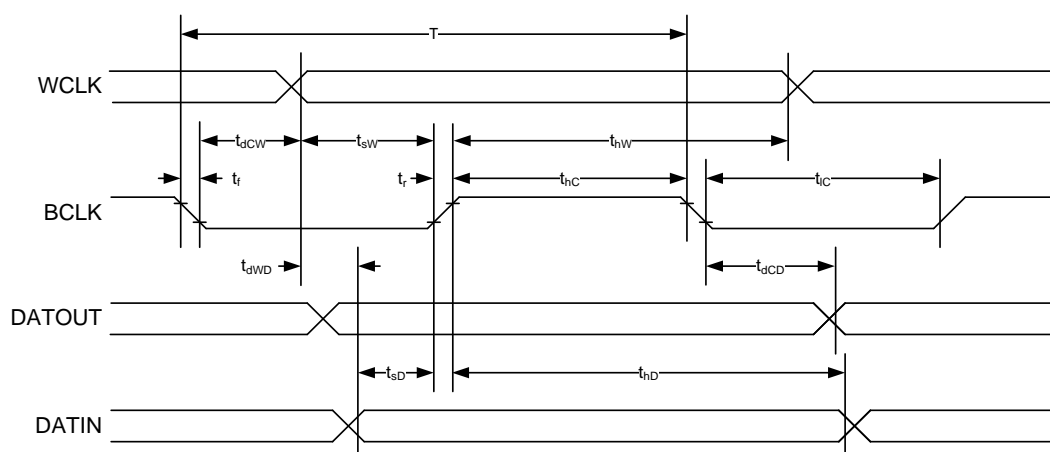 T
WCLK
tdCW tsW thW
tf tr thC tlC
BCLK
tdWD tdCD
DATOUT
tsD thD
DATIN